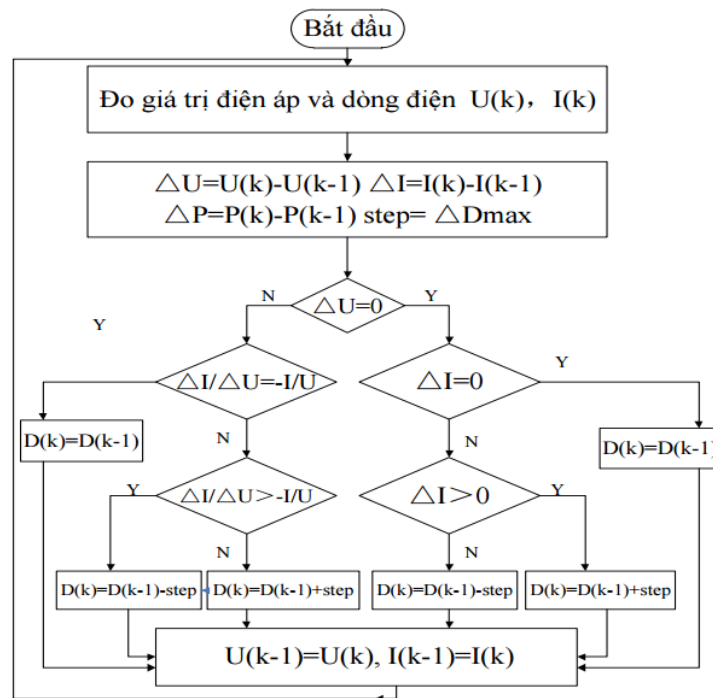 Bắt đầu
Đo giá trị điện áp và dòng điện U(k), I(k)
△U=U(k)-U(k-1) △I=I(k)-I(k-1)
△P=P(k)-P(k-1) step= △Dmax
N
△U=0
Y
Y
△I/△U=-I/U
△I=0
Y
D(k)=D(k-1)
N
N
D(k)=D(k-1)
Y
△I/△U>-I/U
△I>0
Y
N
N
D(k)=D(k-1)-step
D(k)=D(k-1)+step
D(k)=D(k-1)-step
D(k)=D(k-1)+step
U(k-1)=U(k), I(k-1)=I(k)